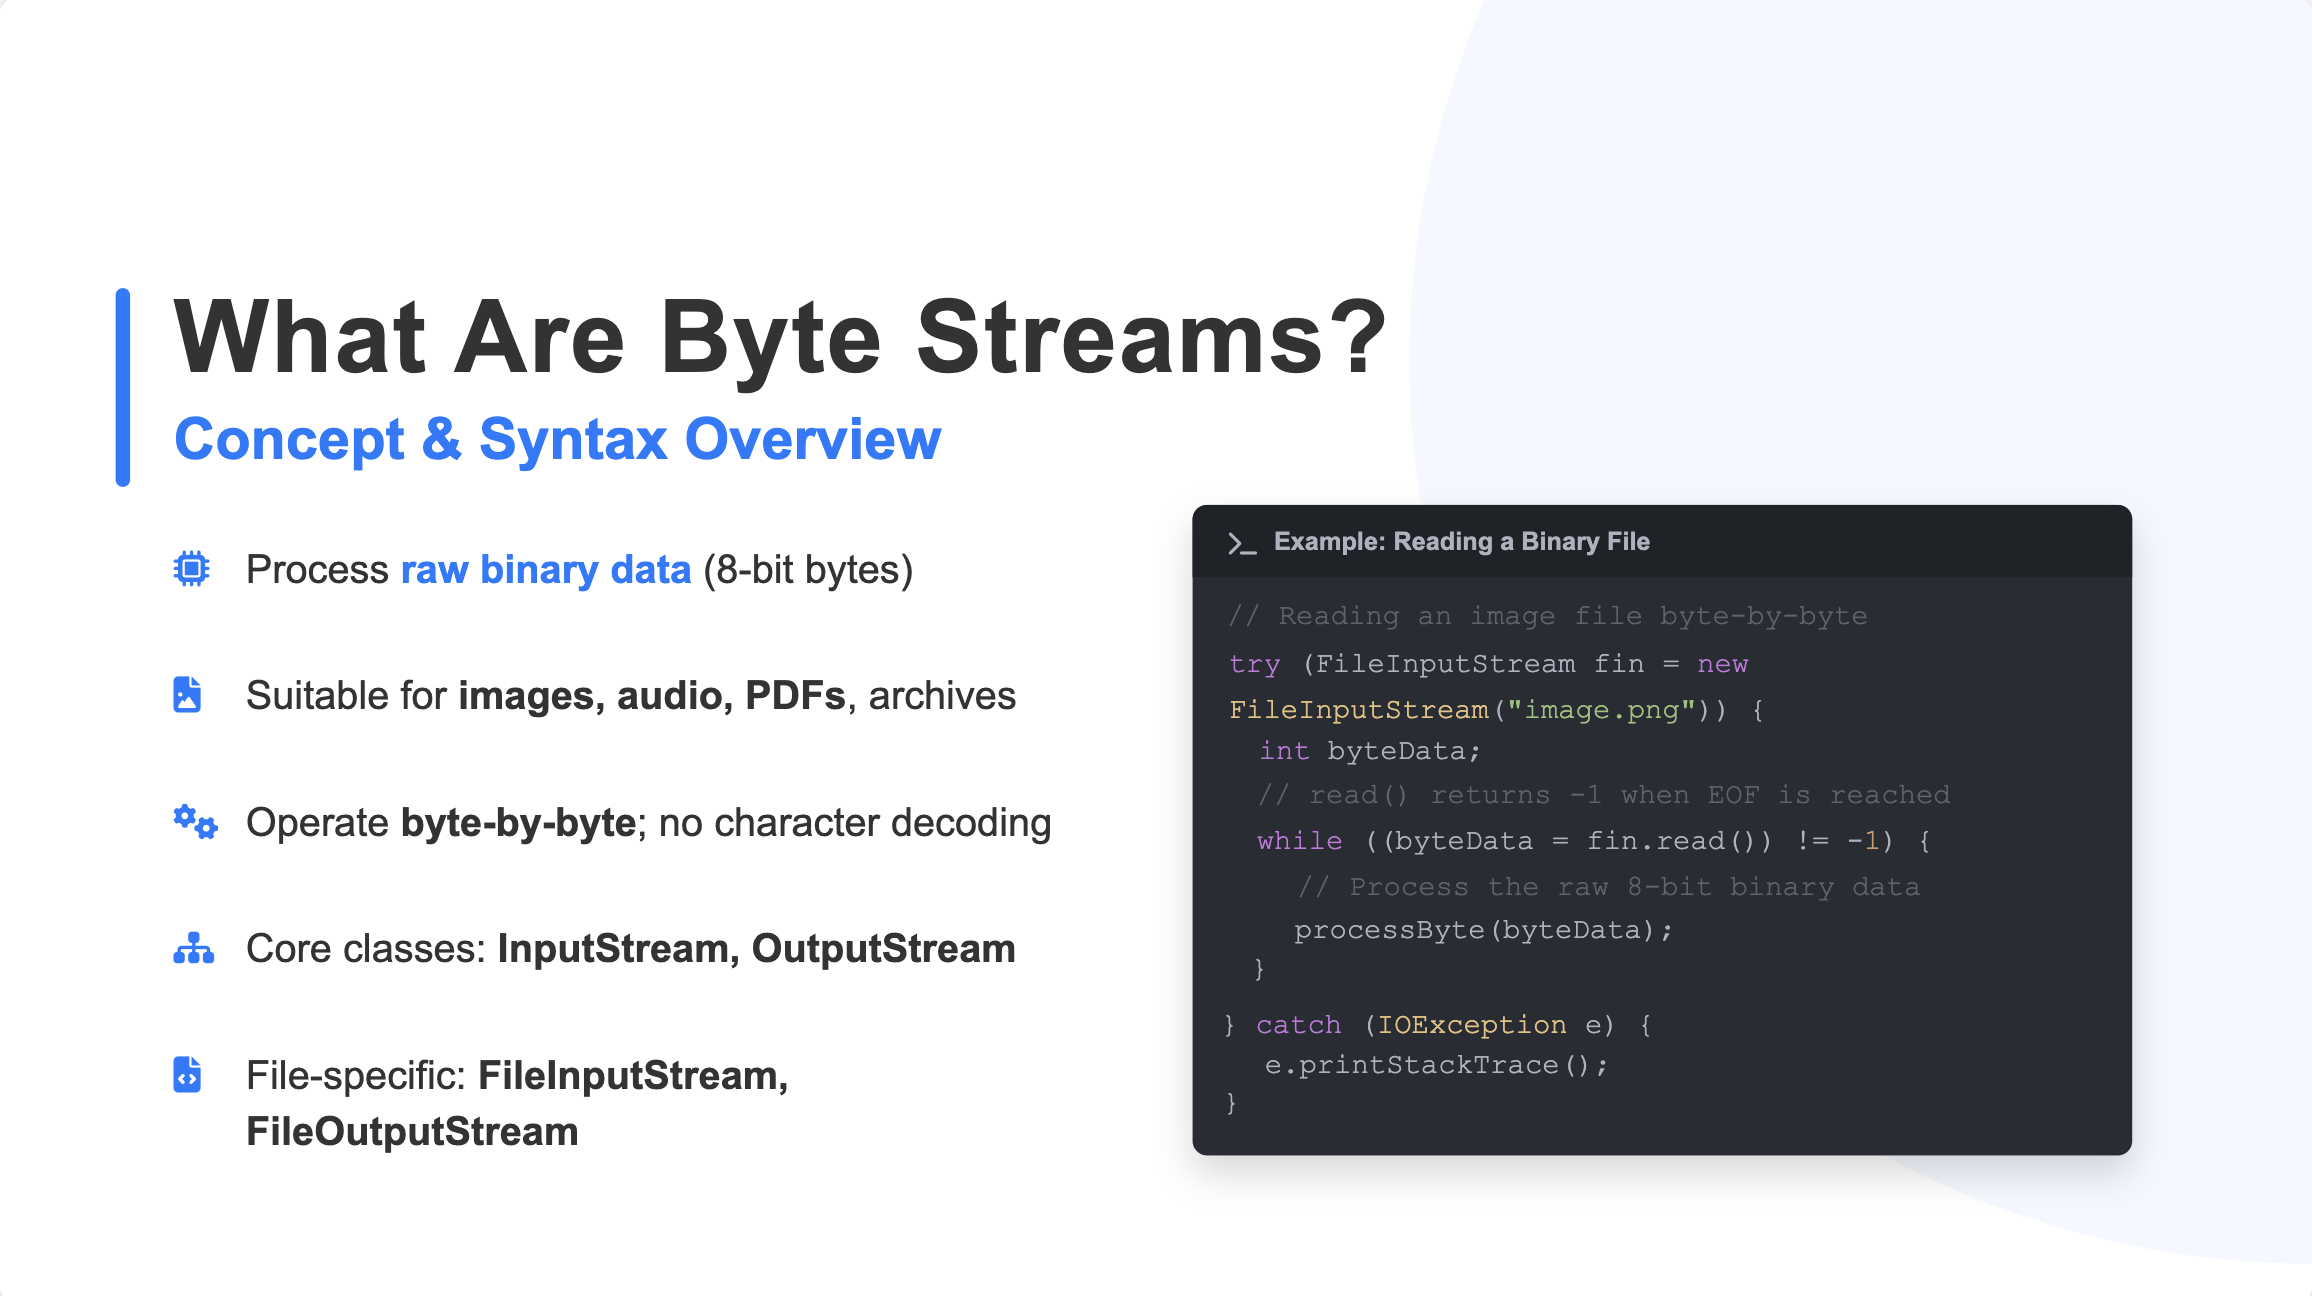 What Are Byte Streams?
Concept & Syntax Overview
Process raw binary data (8-bit bytes)
Suitable for images, audio, PDFs, archives
Operate byte-by-byte; no character decoding
Core classes: InputStream, OutputStream
File-specific: FileInputStream,
FileOutputStream
Example: Reading a Binary File
// Reading an image file byte-by-byte
try (FileInputStream fin = new
FileInputStream("image.png")) {
int byteData;
// read() returns -1 when EOF is reached
while ((byteData = fin.read()) != -1) {
// Process the raw 8-bit binary data
processByte(byteData);
}
} catch (IOException e) {
e.printStackTrace();
}